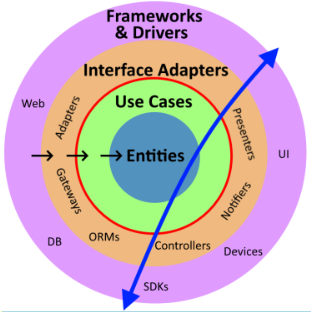 Frameworks
& Drivers
Interface Adapters
Use Cases
Entities
Web
Adapters
Presenters
UI
Gateways
Notifiers
DB
ORMs
Controllers
Devices
SDKs